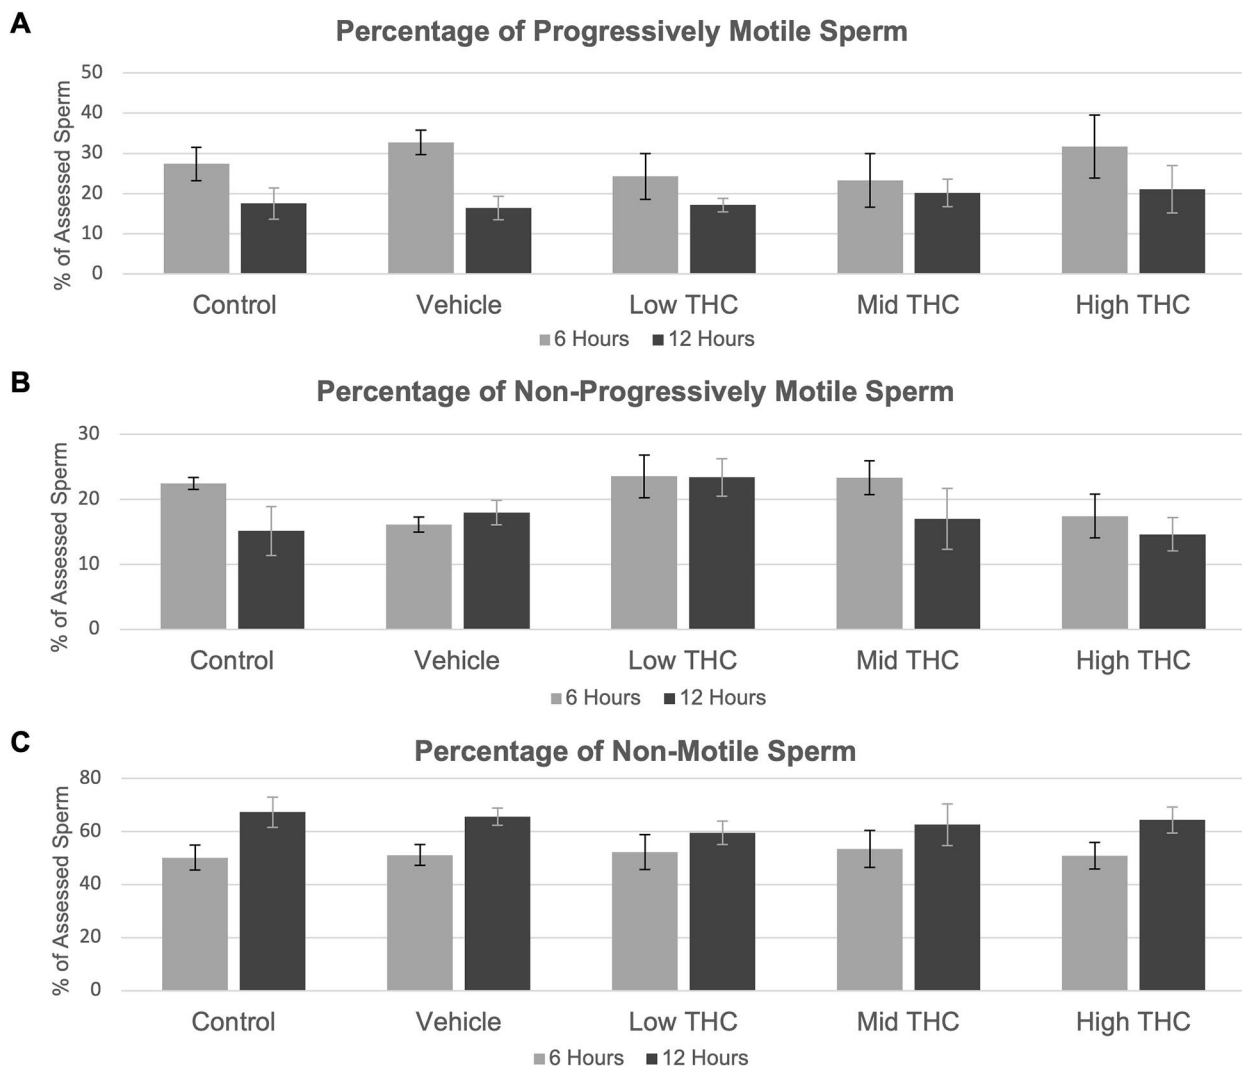 A
Percentage of Progressively Motile Sperm
% of Assessed Sperm
50
40
30
20
10
0
Control Vehicle Low THC Mid THC High THC
6 Hours 12 Hours
B
Percentage of Non-Progressively Motile Sperm
% of Assessed Sperm
30
20
10
0
Control Vehicle Low THC Mid THC High THC
6 Hours 12 Hours
C
Percentage of Non-Motile Sperm
% of Assessed Sperm
80
60
40
20
0
Control Vehicle Low THC Mid THC High THC
6 Hours 12 Hours